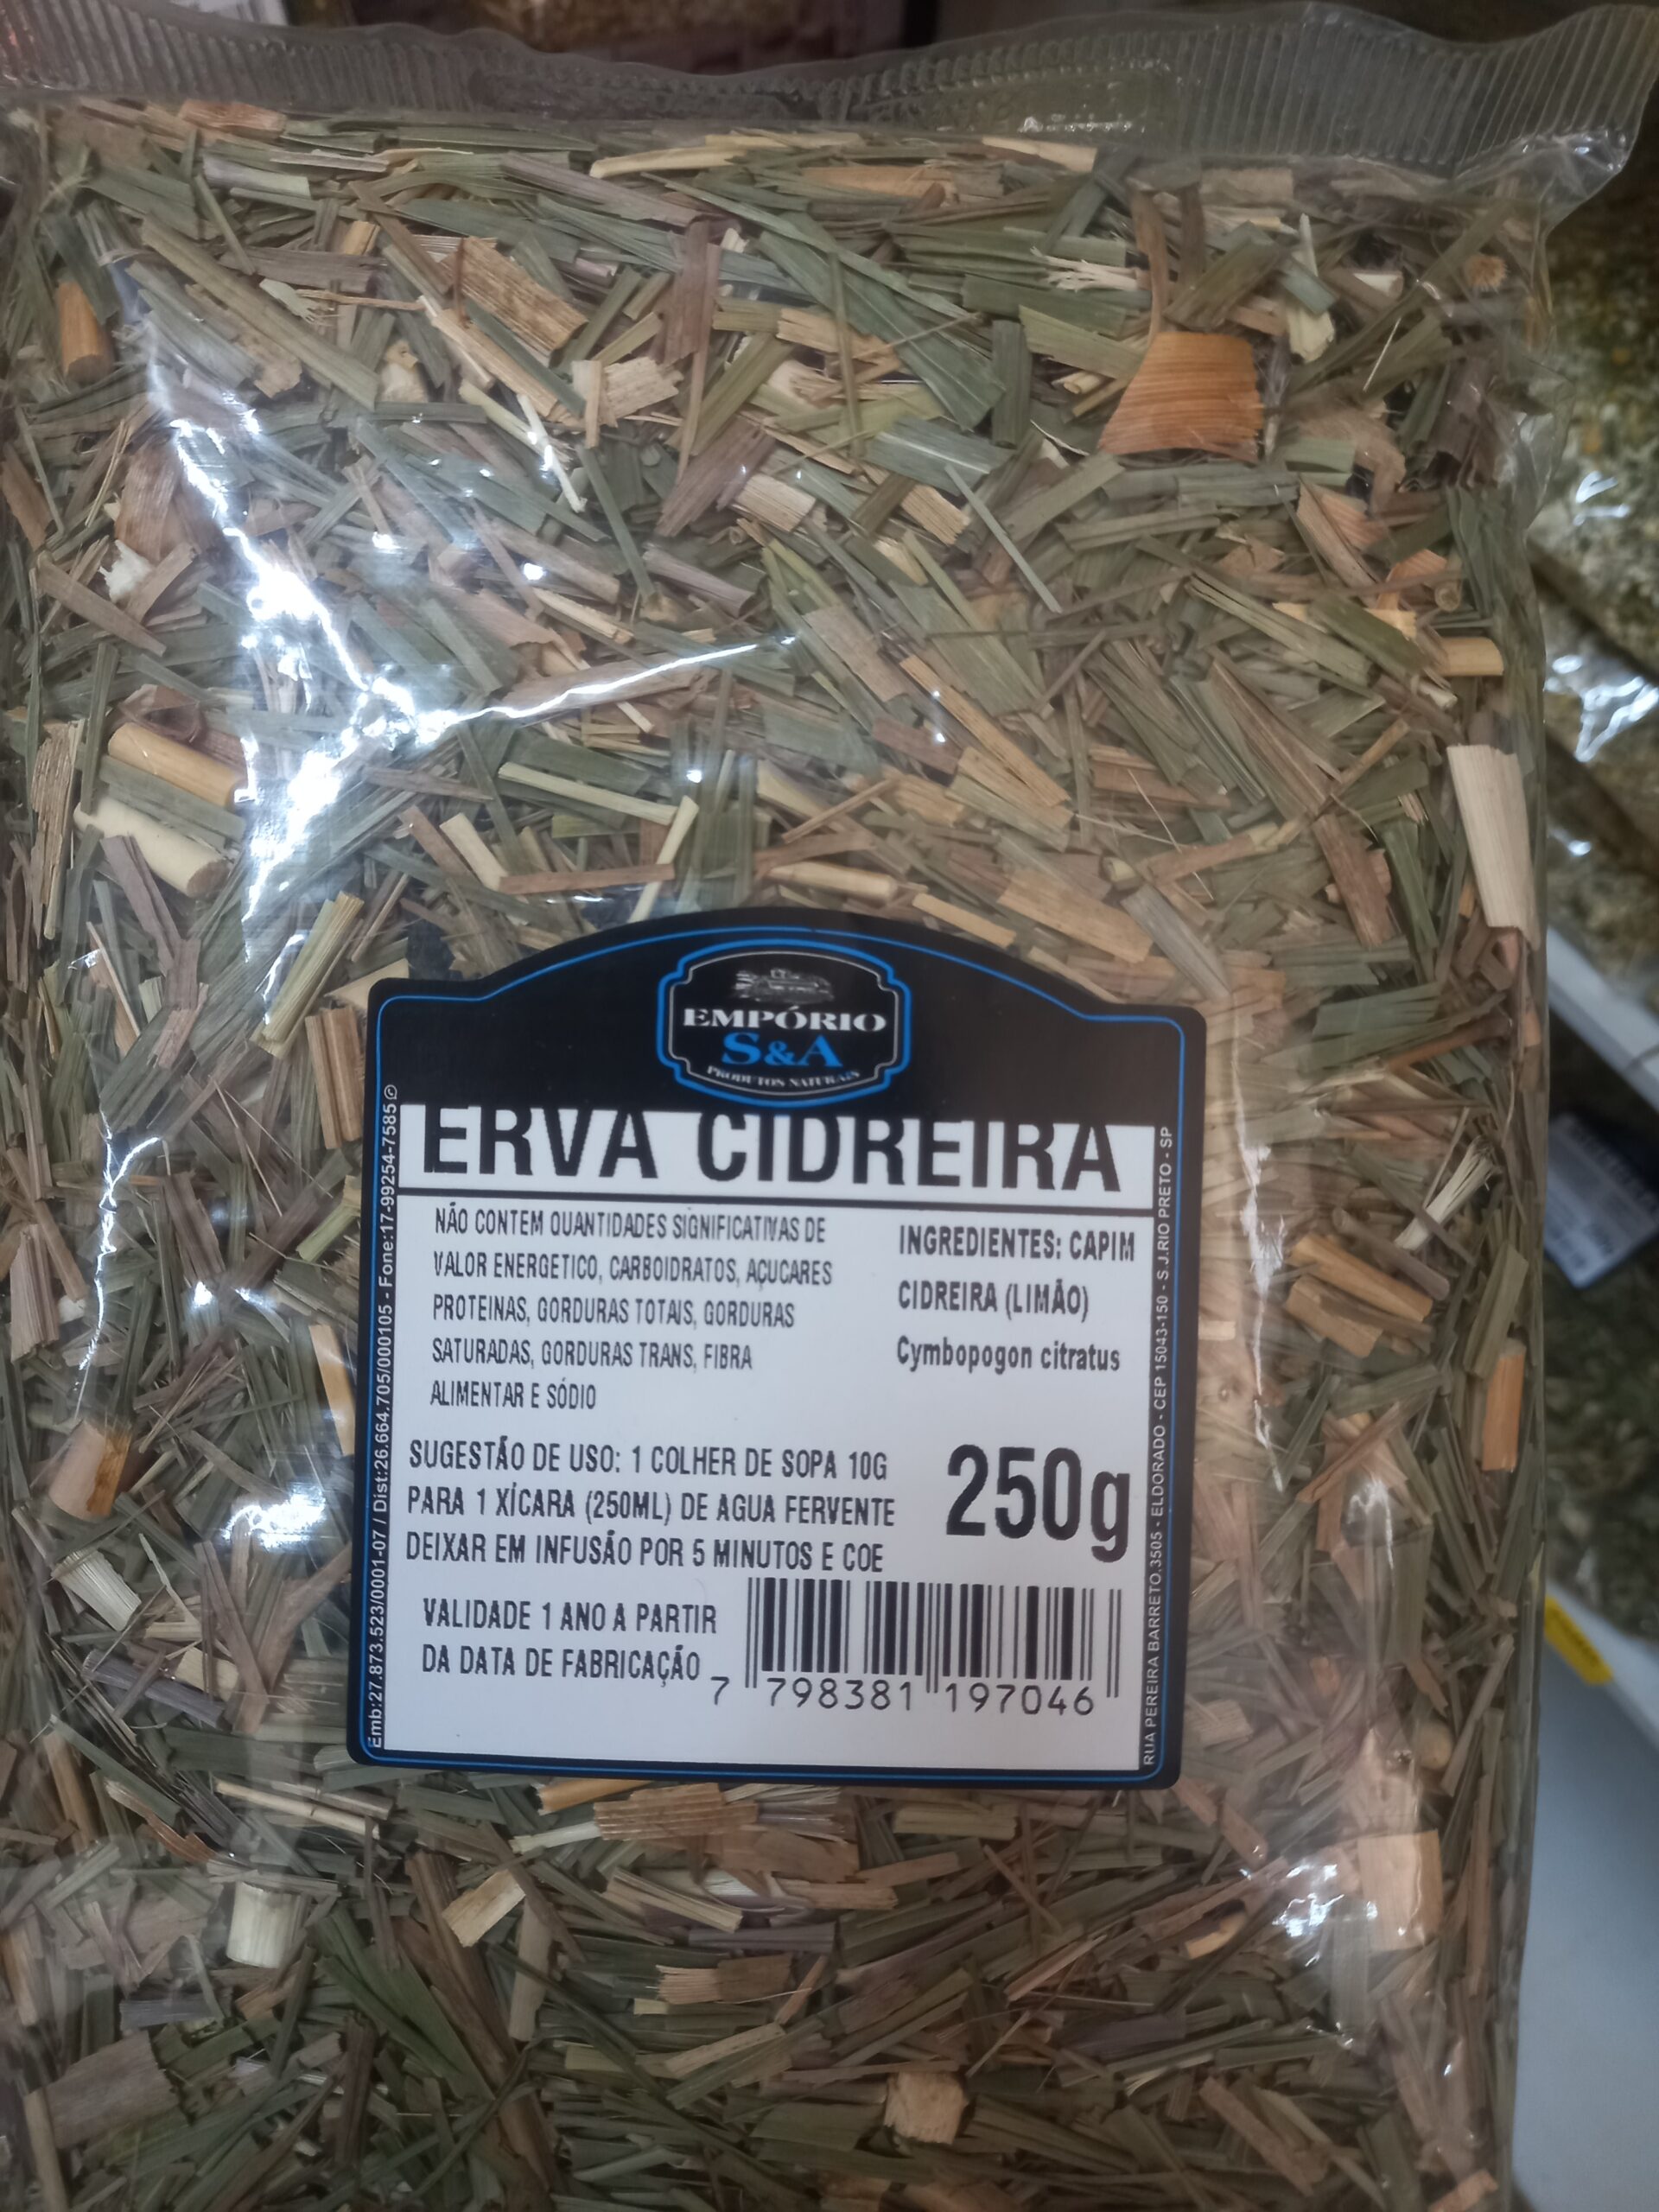 EMPÓRIO
S&A
PRODUTOS NATURAIS
ERVA CIDREIRA
NÃO CONTEM QUANTIDADES SIGNIFICATIVAS DE
VALOR ENERGETICO, CARBOIDRATOS, AÇUCARES
PROTEINAS, GORDURAS TOTAIS, GORDURAS
SATURADAS, GORDURAS TRANS, FIBRA
ALIMENTAR E SÓDIO
INGREDIENTES: CAPIM
CIDREIRA (LIMÃO)
Cymbopogon citratus
SUGESTÃO DE USO: 1 COLHER DE SOPA 10G
PARA 1 XÍCARA (250ML) DE AGUA FERVENTE
DEIXAR EM INFUSÃO POR 5 MINUTOS E COE
250g
VALIDADE 1 ANO A PARTIR
DA DATA DE FABRICAÇÃO
7 798381 197046
Emb:27.873.523/0001-07 / Dist:26.664.705/000105 - Fone:17-99254-7585
RUA PEREIRA BARRETO.3505 - ELDORADO - CEP 15043-150 - S.J.RIO PRETO - SP